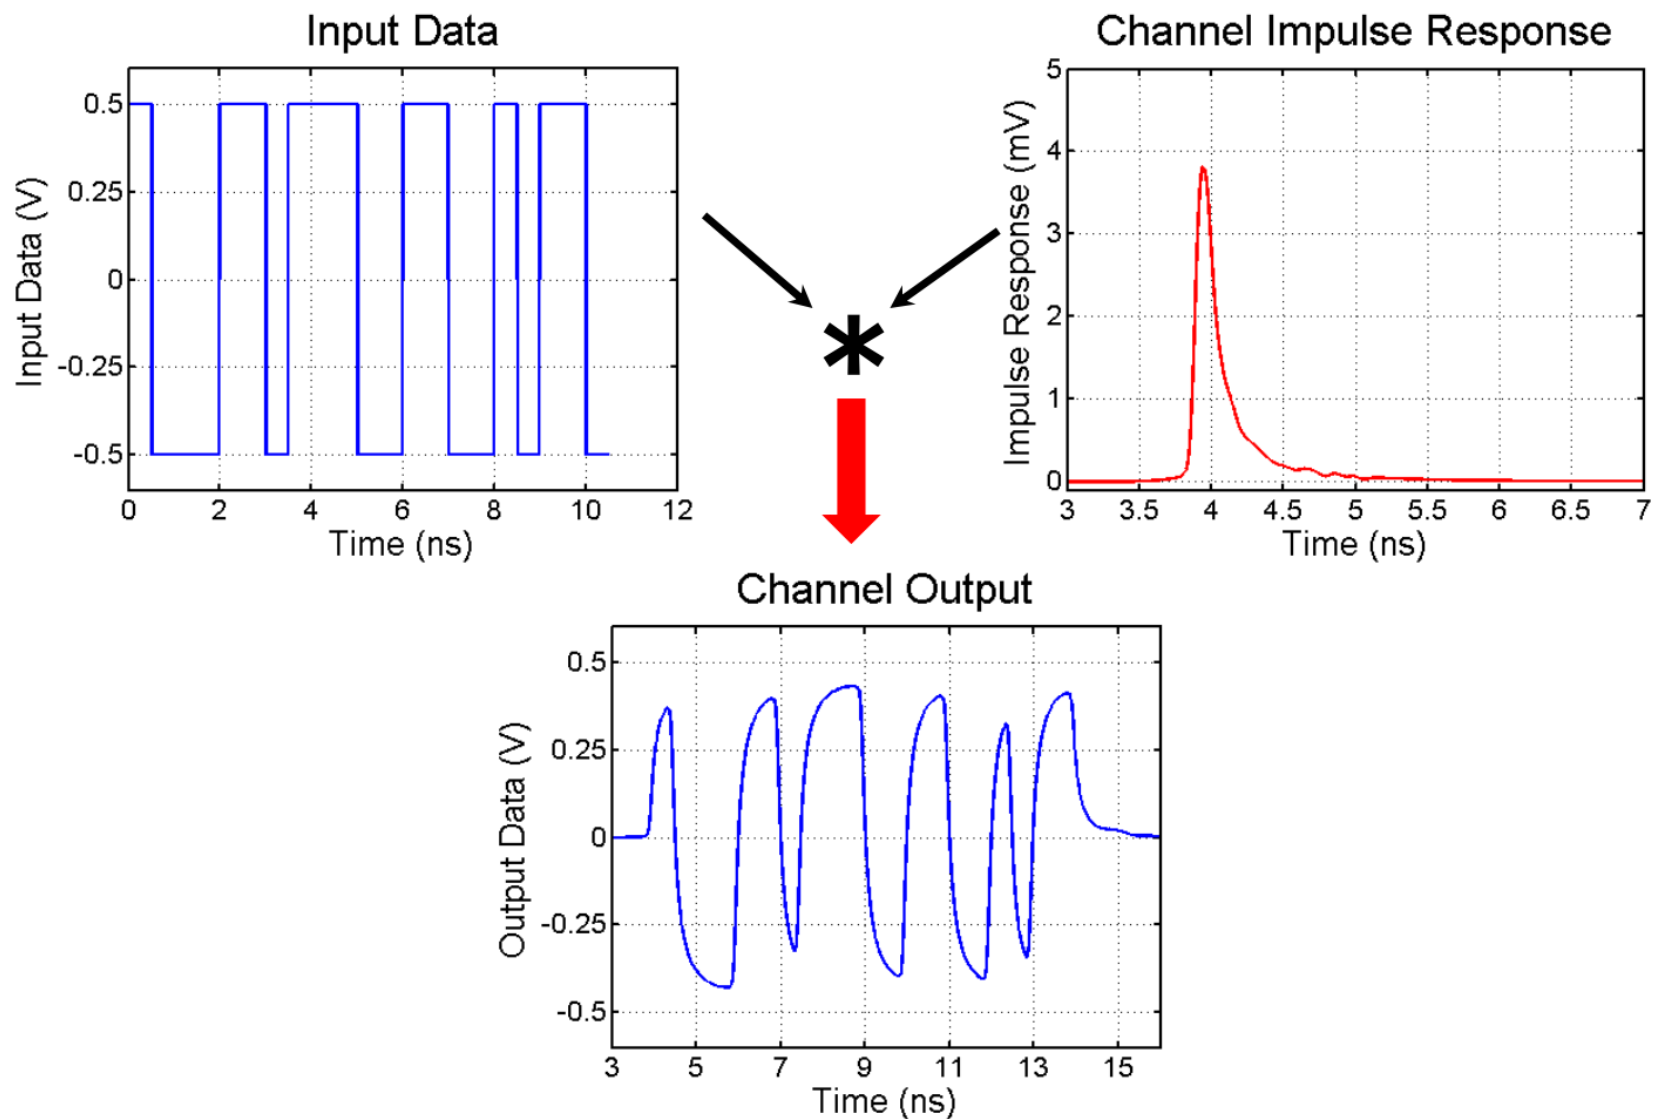 Input Data
Channel Impulse Response
Input Data (V)
0.5
0.25
0
-0.25
-0.5
0 2 4 6 8 10 12
Time (ns)
Impulse Response (mV)
5
4
3
2
1
0
3 3.5 4 4.5 5 5.5 6 6.5 7
Time (ns)
*
Channel Output
Output Data (V)
0.5
0.25
0
-0.25
-0.5
3 5 7 9 11 13 15
Time (ns)